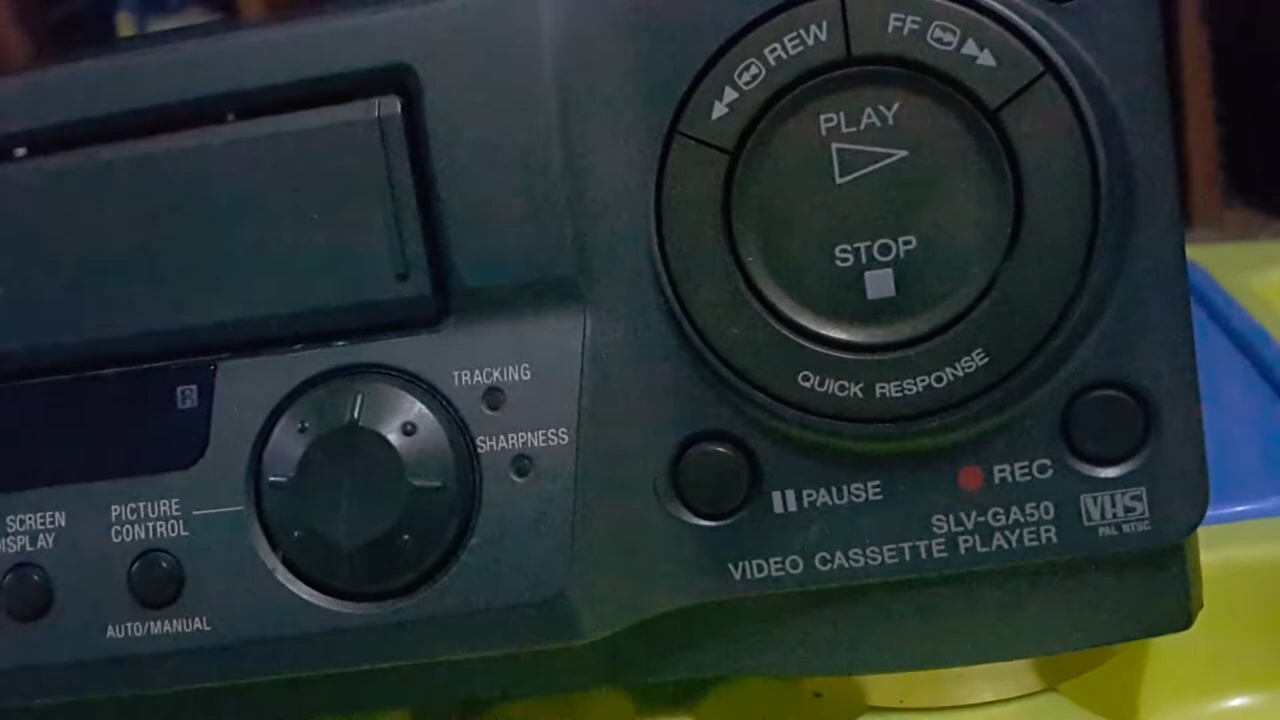 REW
FF
PLAY
STOP
QUICK RESPONSE
TRACKING
SHARPNESS
PICTURE
CONTROL
SCREEN
AUTO/MANUAL
PAUSE
REC
SLV-GA50
VIDEO CASSETTE PLAYER
VHS
PAL NTSC